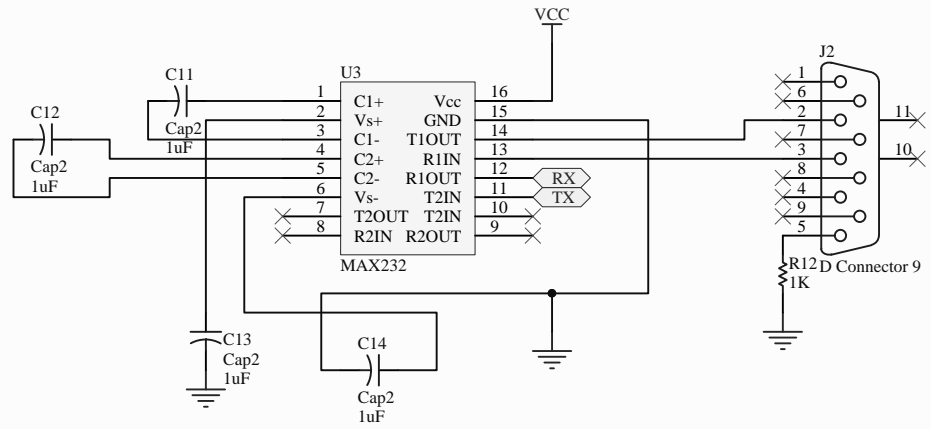 VCC
J2
U3
C11
Cap2
1uF
C12
Cap2
1uF
1 C1+ Vcc 16
2 Vs+ GND 15
3 C1- T1OUT 14
4 C2+ R1IN 13
5 C2- R1OUT 12 RX
6 Vs- T2IN 11 TX
7 T2OUT T2IN 10
8 R2IN R2OUT 9
MAX232
1
6
2
7
3
8
4
9
5
11
10
R12
1K
D Connector 9
C13
Cap2
1uF
C14
Cap2
1uF